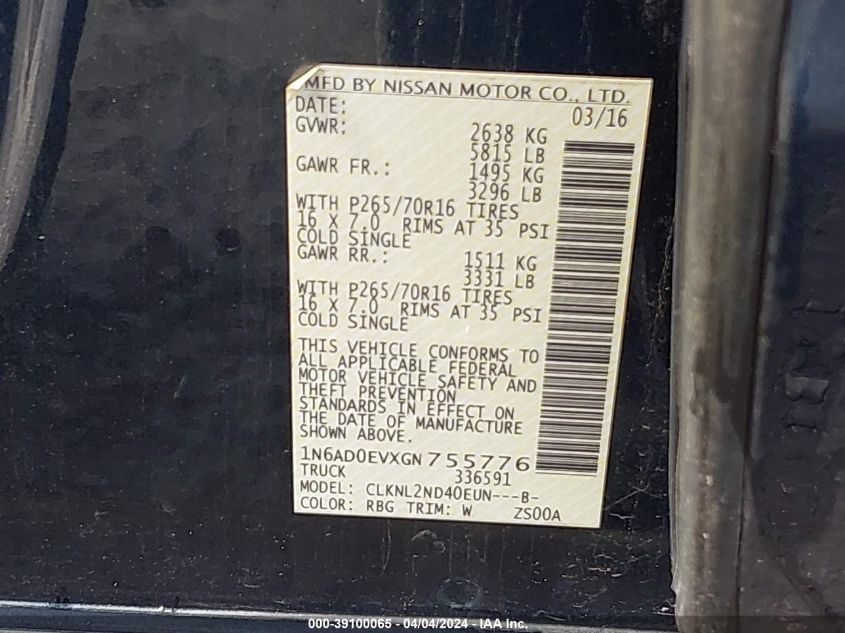 MFD BY NISSAN MOTOR CO., LTD.
DATE: 03/16
GVWR: 2638 KG
5815 LB
GAWR FR.: 1495 KG
3296 LB
WITH P265/70R16 TIRES
16 X 7.0 RIMS AT 35 PSI
COLD SINGLE
GAWR RR.: 1511 KG
3331 LB
WITH P265/70R16 TIRES
16 X 7.0 RIMS AT 35 PSI
COLD SINGLE
THIS VEHICLE CONFORMS TO
ALL APPLICABLE FEDERAL
MOTOR VEHICLE SAFETY AND
THEFT PREVENTION
STANDARDS IN EFFECT ON
THE DATE OF MANUFACTURE
SHOWN ABOVE.
1N6AD0EVXGN755776
TRUCK 336591
MODEL: CLKNL2ND40EUN---B-
COLOR: RBG TRIM: W ZS00A
000-39100065 - 04/04/2024 - IAA Inc.